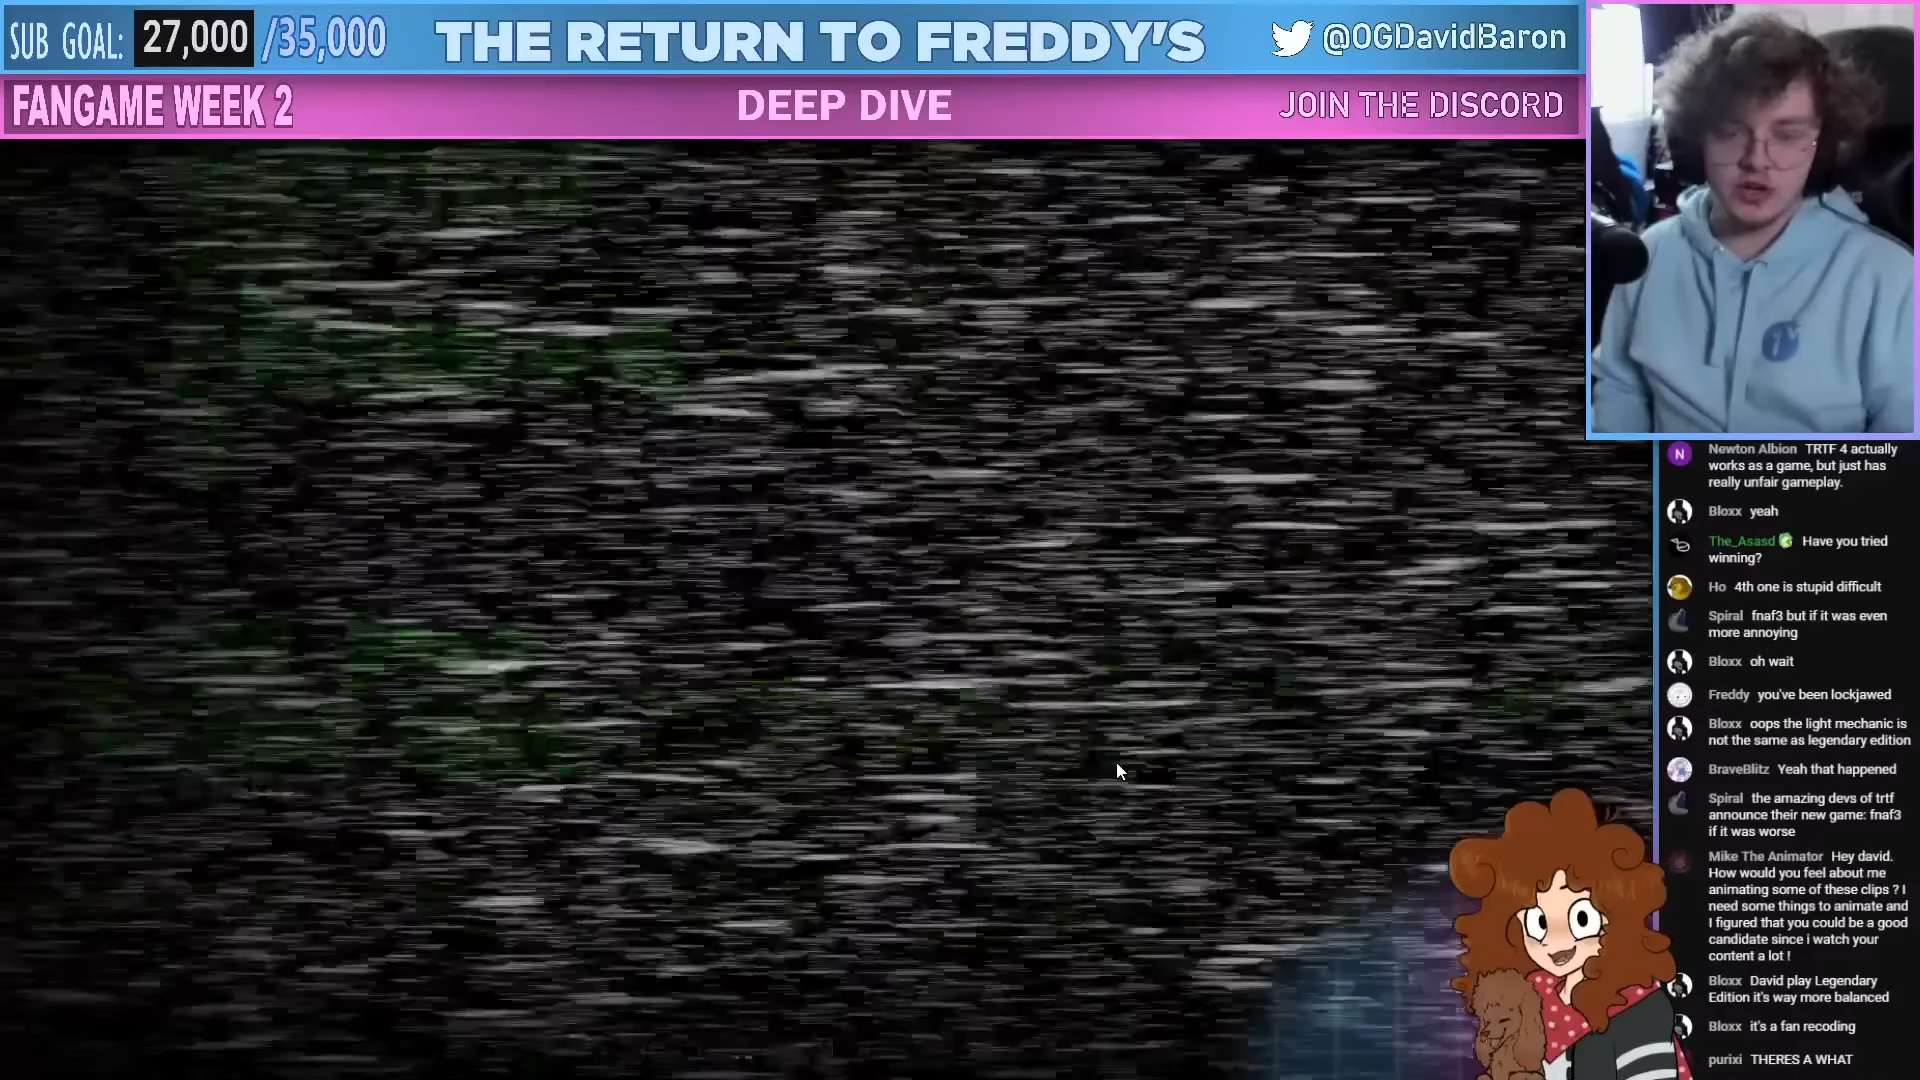 SUB GOAL: 27,000 /35,000
THE RETURN TO FREDDY'S
@OGDavidBaron
FANGAME WEEK 2
DEEP DIVE
JOIN THE DISCORD
N
Newton Albion TRTF 4 actually
works as a game, but just has
really unfair gameplay.
Bloxx yeah
The_Asasd Have you tried
winning?
Ho 4th one is stupid difficult
Spiral fnaf3 but if it was even
more annoying
Bloxx oh wait
Freddy you've been lockjawed
Bloxx oops the light mechanic is
not the same as legendary edition
BraveBlitz Yeah that happened
Spiral the amazing devs of trtf
announce their new game: fnaf3
if it was worse
Mike The Animator Hey david.
How would you feel about me
animating some of these clips ? I
need some things to animate and
I figured that you could be a good
candidate since i watch your
content a lot !
Bloxx David play Legendary
Edition it's way more balanced
Bloxx it's a fan recoding
purixi THERES A WHAT